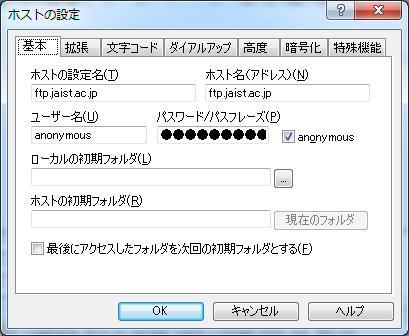 ホストの設定
基本 拡張 文字コード ダイアルアップ 高度 暗号化 特殊機能
ホストの設定名(T) ホスト名(アドレス)(N)
ftp.jaist.ac.jp ftp.jaist.ac.jp
ユーザー名(U) パスワード/パスフレーズ(P)
anonymous ●●●●●●●●● anonymous
ローカルの初期フォルダ(L)
...
ホストの初期フォルダ(R)
現在のフォルダ
最後にアクセスしたフォルダを次回の初期フォルダとする(F)
OK キャンセル ヘルプ